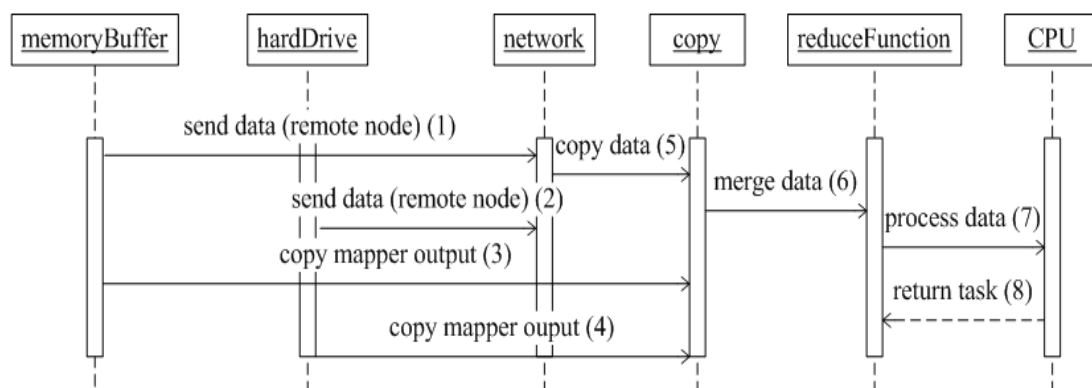 memoryBuffer hardDrive network copy reduceFunction CPU
send data (remote node) (1)
copy data (5)
merge data (6)
send data (remote node) (2)
process data (7)
copy mapper output (3)
return task (8)
copy mapper ouput (4)